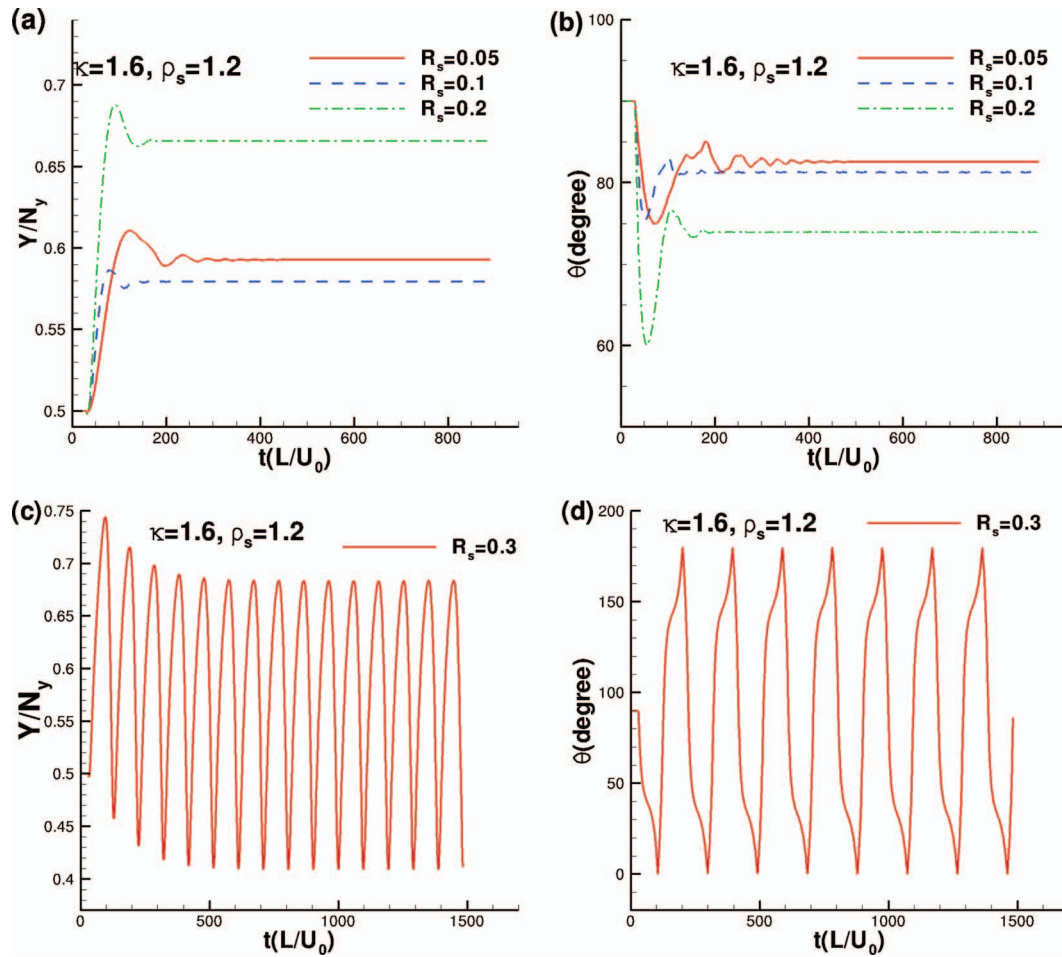 (a)
κ=1.6, ρs=1.2
Rs=0.05
Rs=0.1
Rs=0.2
0.7
0.65
0.6
0.55
0.5
Y/Ny
0 200 400 600 800
t(L/U0)
(b)
κ=1.6, ρs=1.2
Rs=0.05
Rs=0.1
Rs=0.2
100
80
60
θ(degree)
0 200 400 600 800
t(L/U0)
(c)
κ=1.6, ρs=1.2
Rs=0.3
0.75
0.7
0.65
0.6
0.55
0.5
0.45
0.4
Y/Ny
0 500 1000 1500
t(L/U0)
(d)
κ=1.6, ρs=1.2
Rs=0.3
200
150
100
50
0
θ(degree)
0 500 1000 1500
t(L/U0)